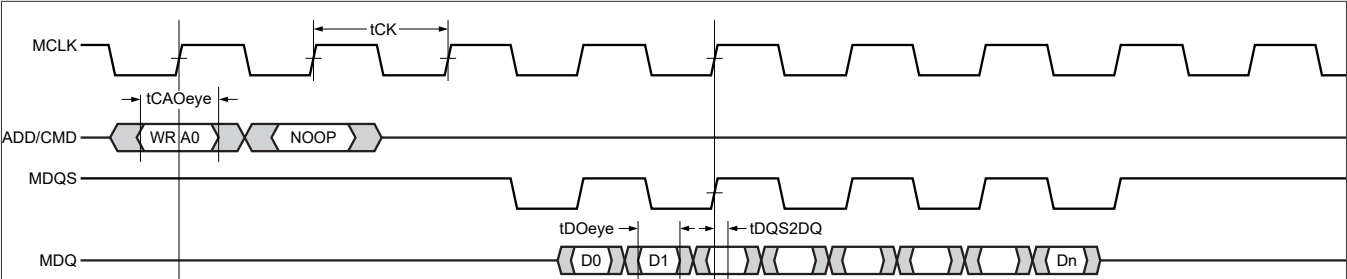 tCK
MCLK
tCAOeye
ADD/CMD WR A0 NOOP
MDQS
tDOeye tDQS2DQ
MDQ D0 D1 Dn